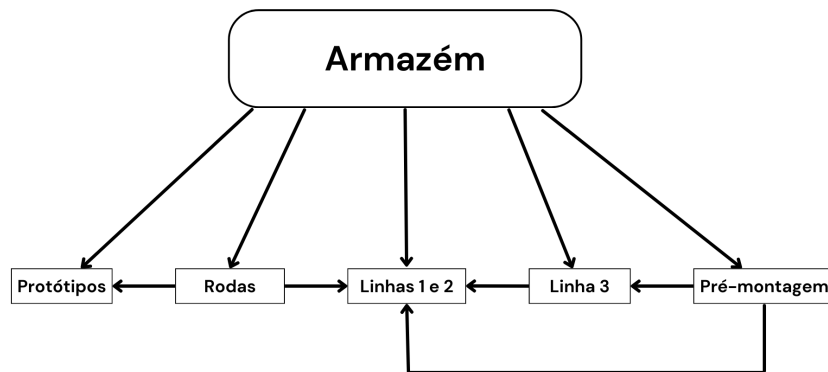 Armazém
Protótipos
Rodas
Linhas 1 e 2
Linha 3
Pré-montagem